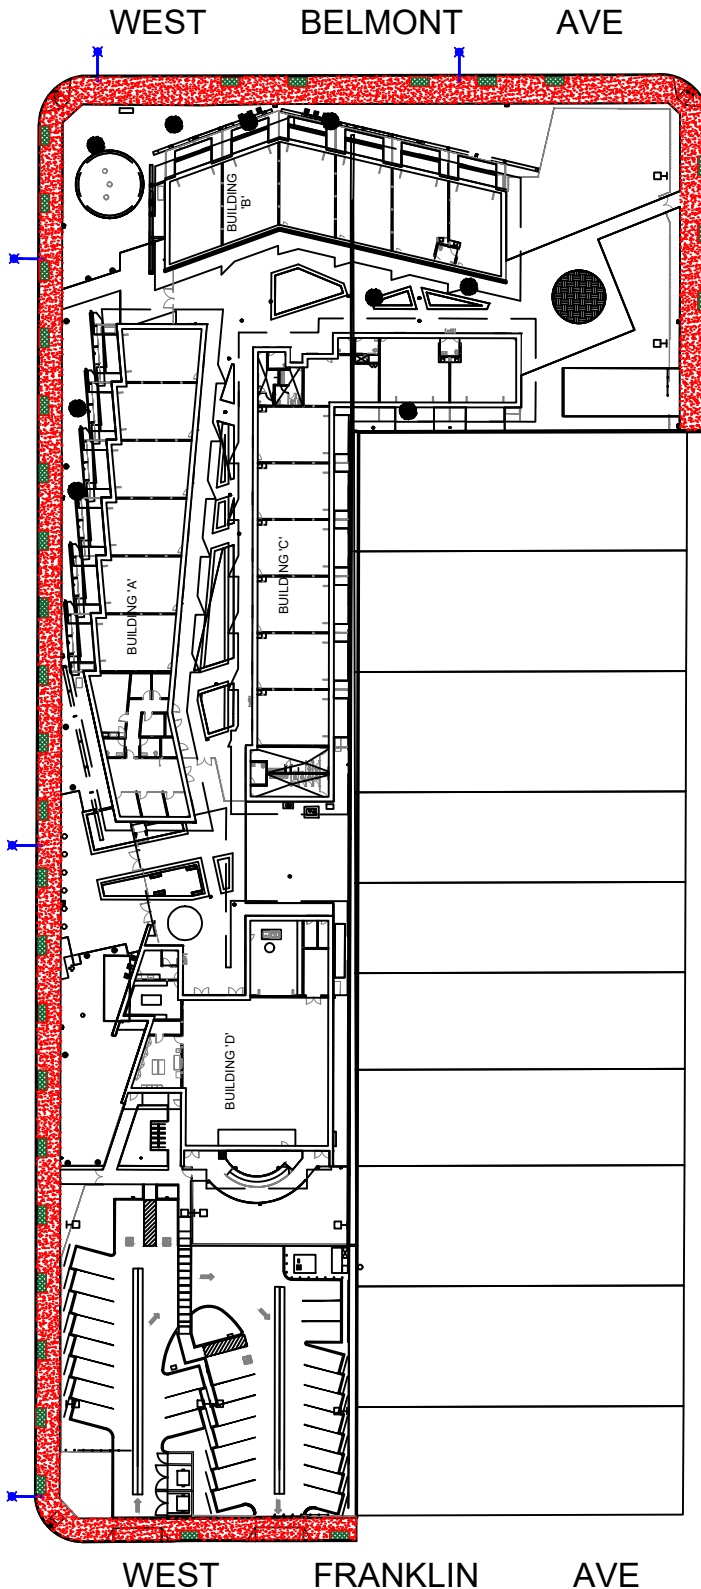 WEST BELMONT AVE
BUILDING
'B'
BUILDING 'A'
BUILDING 'C'
BUILDING 'D'
WEST FRANKLIN AVE